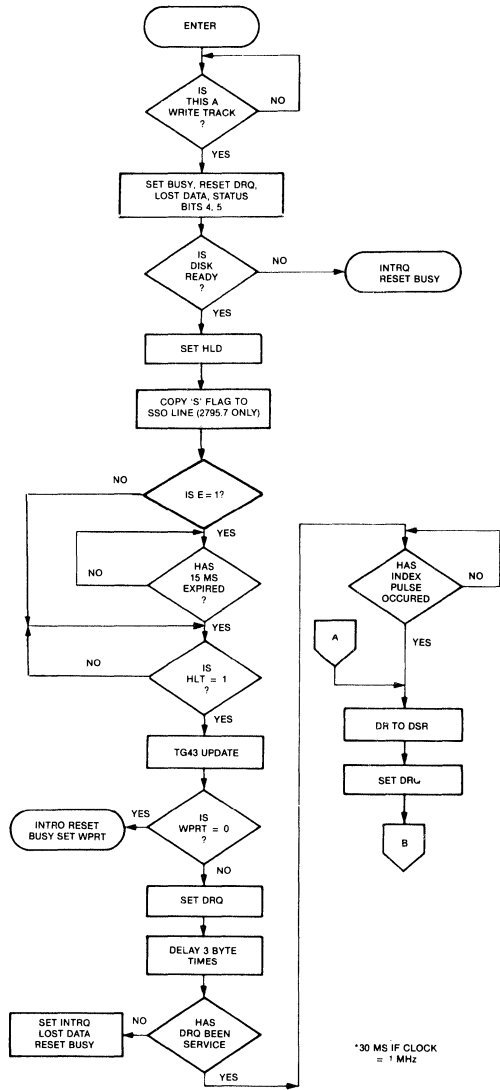 ENTER
IS
THIS A
WRITE TRACK
?
NO
YES
SET BUSY, RESET DRQ,
LOST DATA, STATUS
BITS 4, 5
IS
DISK
READY
?
NO
INTRQ
RESET BUSY
YES
SET HLD
COPY 'S' FLAG TO
SSO LINE (2795.7 ONLY)
NO
IS E = 1?
YES
HAS
15 MS
EXPIRED
?
NO
YES
IS
HLT = 1
?
NO
YES
TG43 UPDATE
IS
WPRT = 0
?
YES
INTRO RESET
BUSY SET WPRT
NO
SET DRQ
DELAY 3 BYTE
TIMES
HAS
DRQ BEEN
SERVICE
NO
SET INTRQ
LOST DATA
RESET BUSY
YES
HAS
INDEX
PULSE
OCCURED
NO
YES
A
DR TO DSR
SET DRQ
B
*30 MS IF CLOCK
= 1 MHz